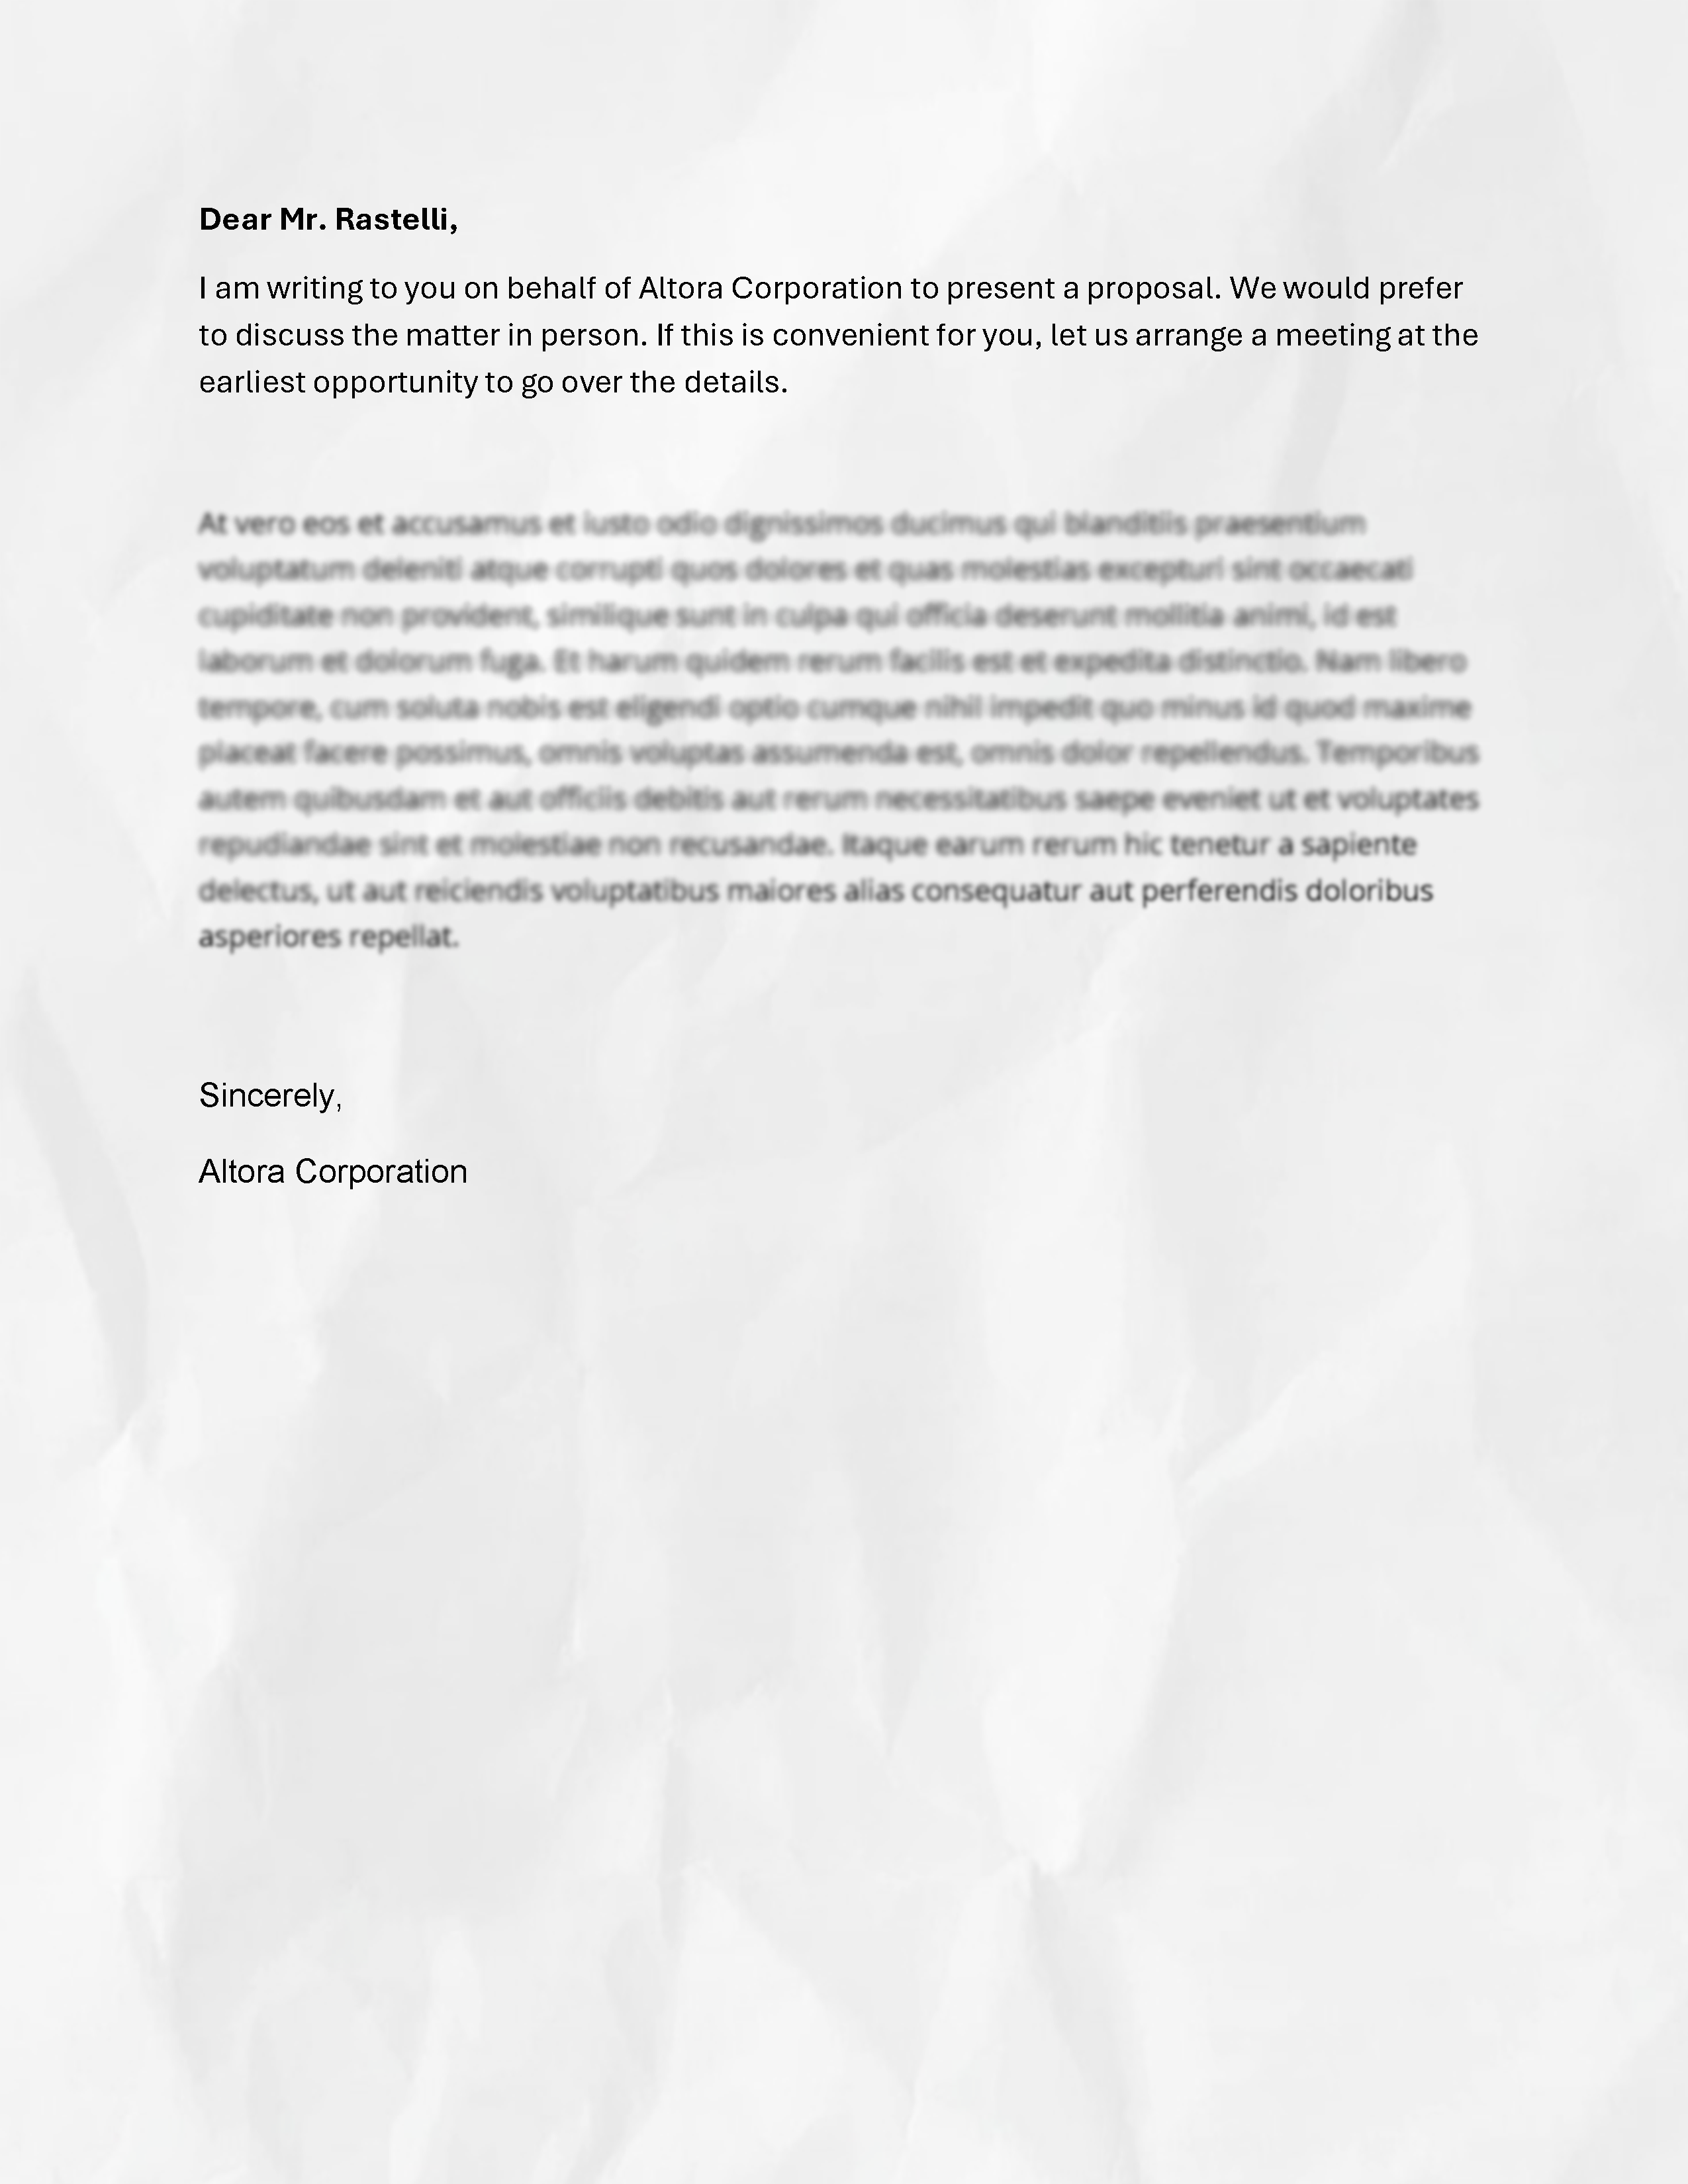 Dear Mr. Rastelli,
I am writing to you on behalf of Altora Corporation to present a proposal. We would prefer
to discuss the matter in person. If this is convenient for you, let us arrange a meeting at the
earliest opportunity to go over the details.
At vero eos et accusamus et iusto odio dignissimos ducimus qui blanditiis praesentium
voluptatum deleniti atque corrupti quos dolores et quas molestias excepturi sint occaecati
cupiditate non provident, similique sunt in culpa qui officia deserunt mollitia animi, id est
laborum et dolorum fuga. Et harum quidem rerum facilis est et expedita distinctio. Nam libero
tempore, cum soluta nobis est eligendi optio cumque nihil impedit quo minus id quod maxime
placeat facere possimus, omnis voluptas assumenda est, omnis dolor repellendus. Temporibus
autem quibusdam et aut officiis debitis aut rerum necessitatibus saepe eveniet ut et voluptates
repudiandae sint et molestiae non recusandae. Itaque earum rerum hic tenetur a sapiente
delectus, ut aut reiciendis voluptatibus maiores alias consequatur aut perferendis doloribus
asperiores repellat.
Sincerely,
Altora Corporation